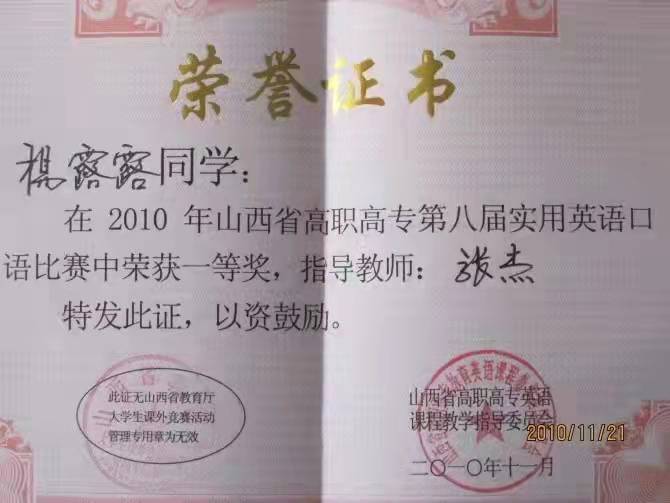 荣誉证书
楊露露同学：
在 2010 年山西省高职高专第八届实用英语口
语比赛中荣获一等奖，指导教师：张杰
特发此证，以资鼓励。
此证无山西省教育厅
大学生课外竞赛活动
管理专用章为无效
山西省高职高专英语
课程教学指导委员会
二〇一〇年十一月
2010/11/21